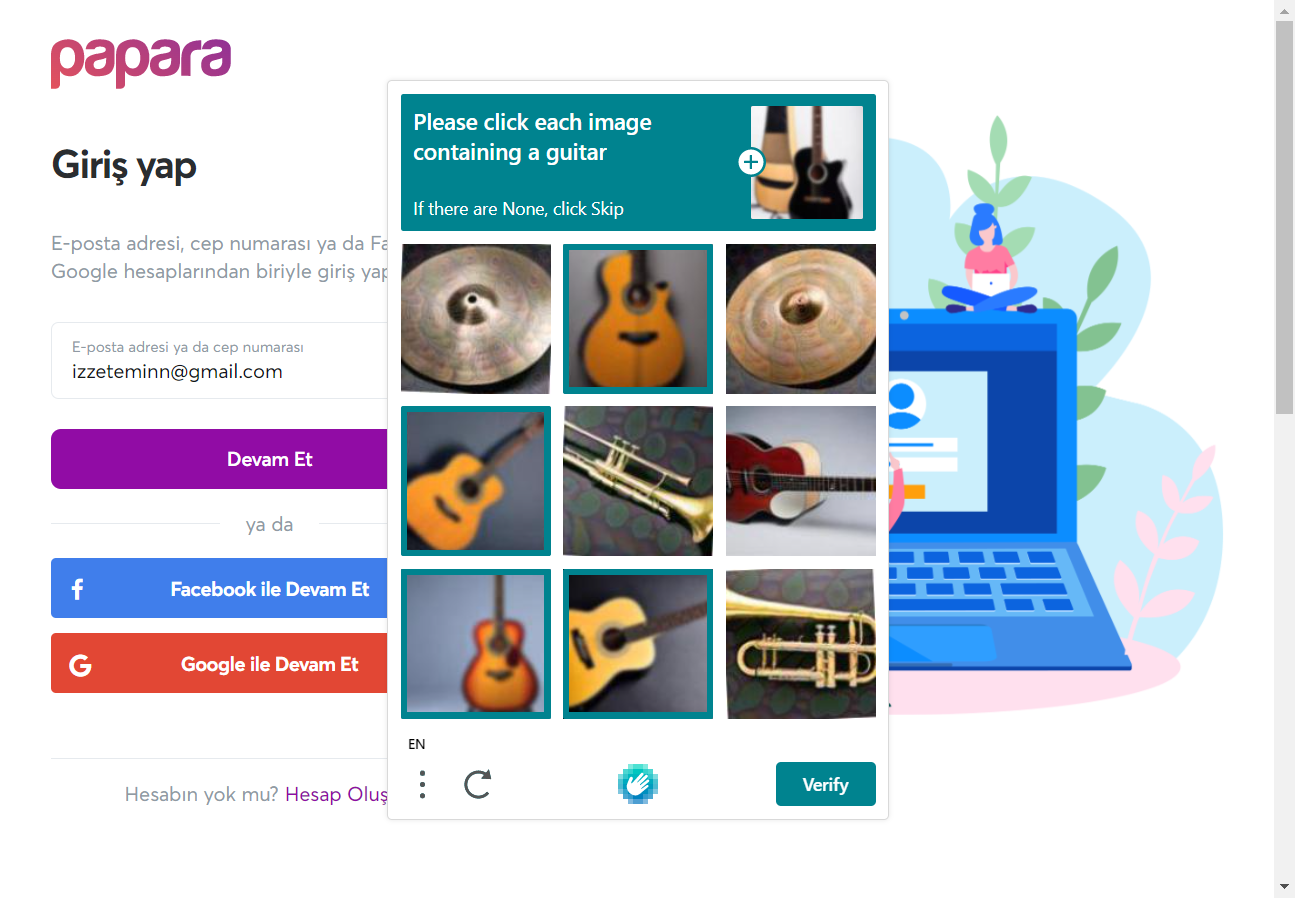 papara
Giriş yap
E-posta adresi, cep numarası ya da Fa
Google hesaplarından biriyle giriş yap
E-posta adresi ya da cep numarası
izzeteminn@gmail.com
Devam Et
ya da
Facebook ile Devam Et
Google ile Devam Et
Hesabın yok mu? Hesap Oluş
Please click each image
containing a guitar
If there are None, click Skip
EN
Verify